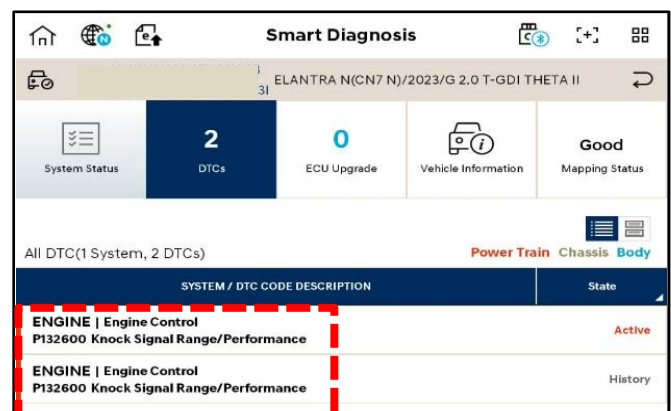 Smart Diagnosis
ELANTRA N(CN7 N)/2023/G 2.0 T-GDI THETA II
3I
System Status
2
DTCs
0
ECU Upgrade
Vehicle Information
Good
Mapping Status
All DTC(1 System, 2 DTCs)
Power Train Chassis Body
SYSTEM / DTC CODE DESCRIPTION State
ENGINE | Engine Control
P132600 Knock Signal Range/Performance
Active
ENGINE | Engine Control
P132600 Knock Signal Range/Performance
History